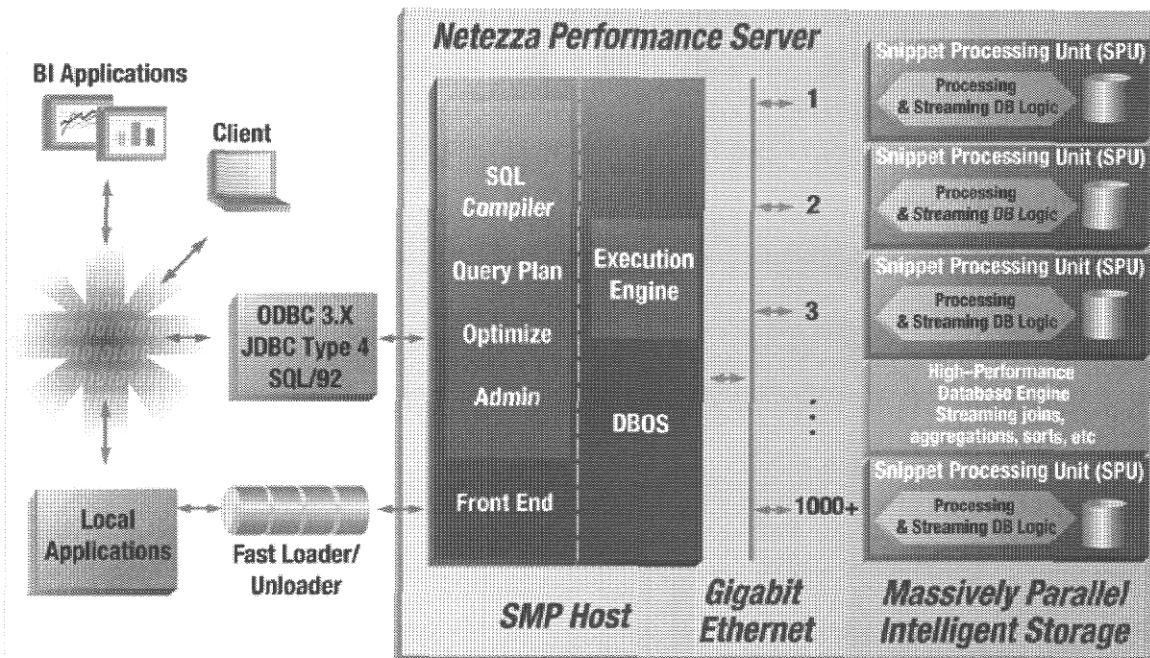 Netezza Performance Server
BI Applications
Client
ODBC 3.X
JDBC Type 4
SQL/92
Local
Applications
Fast Loader/
Unloader
SQL
Compiler
Query Plan
Optimize
Admin
Front End
Execution
Engine
DBOS
1
2
3
1000+
Snippet Processing Unit (SPU)
Processing
& Streaming DB Logic
Snippet Processing Unit (SPU)
Processing
& Streaming DB Logic
Snippet Processing Unit (SPU)
Processing
& Streaming DB Logic
High-Performance
Database Engine
Streaming joins,
aggregations, sorts, etc
Snippet Processing Unit (SPU)
Processing
& Streaming DB Logic
SMP Host
Gigabit
Ethernet
Massively Parallel
Intelligent Storage